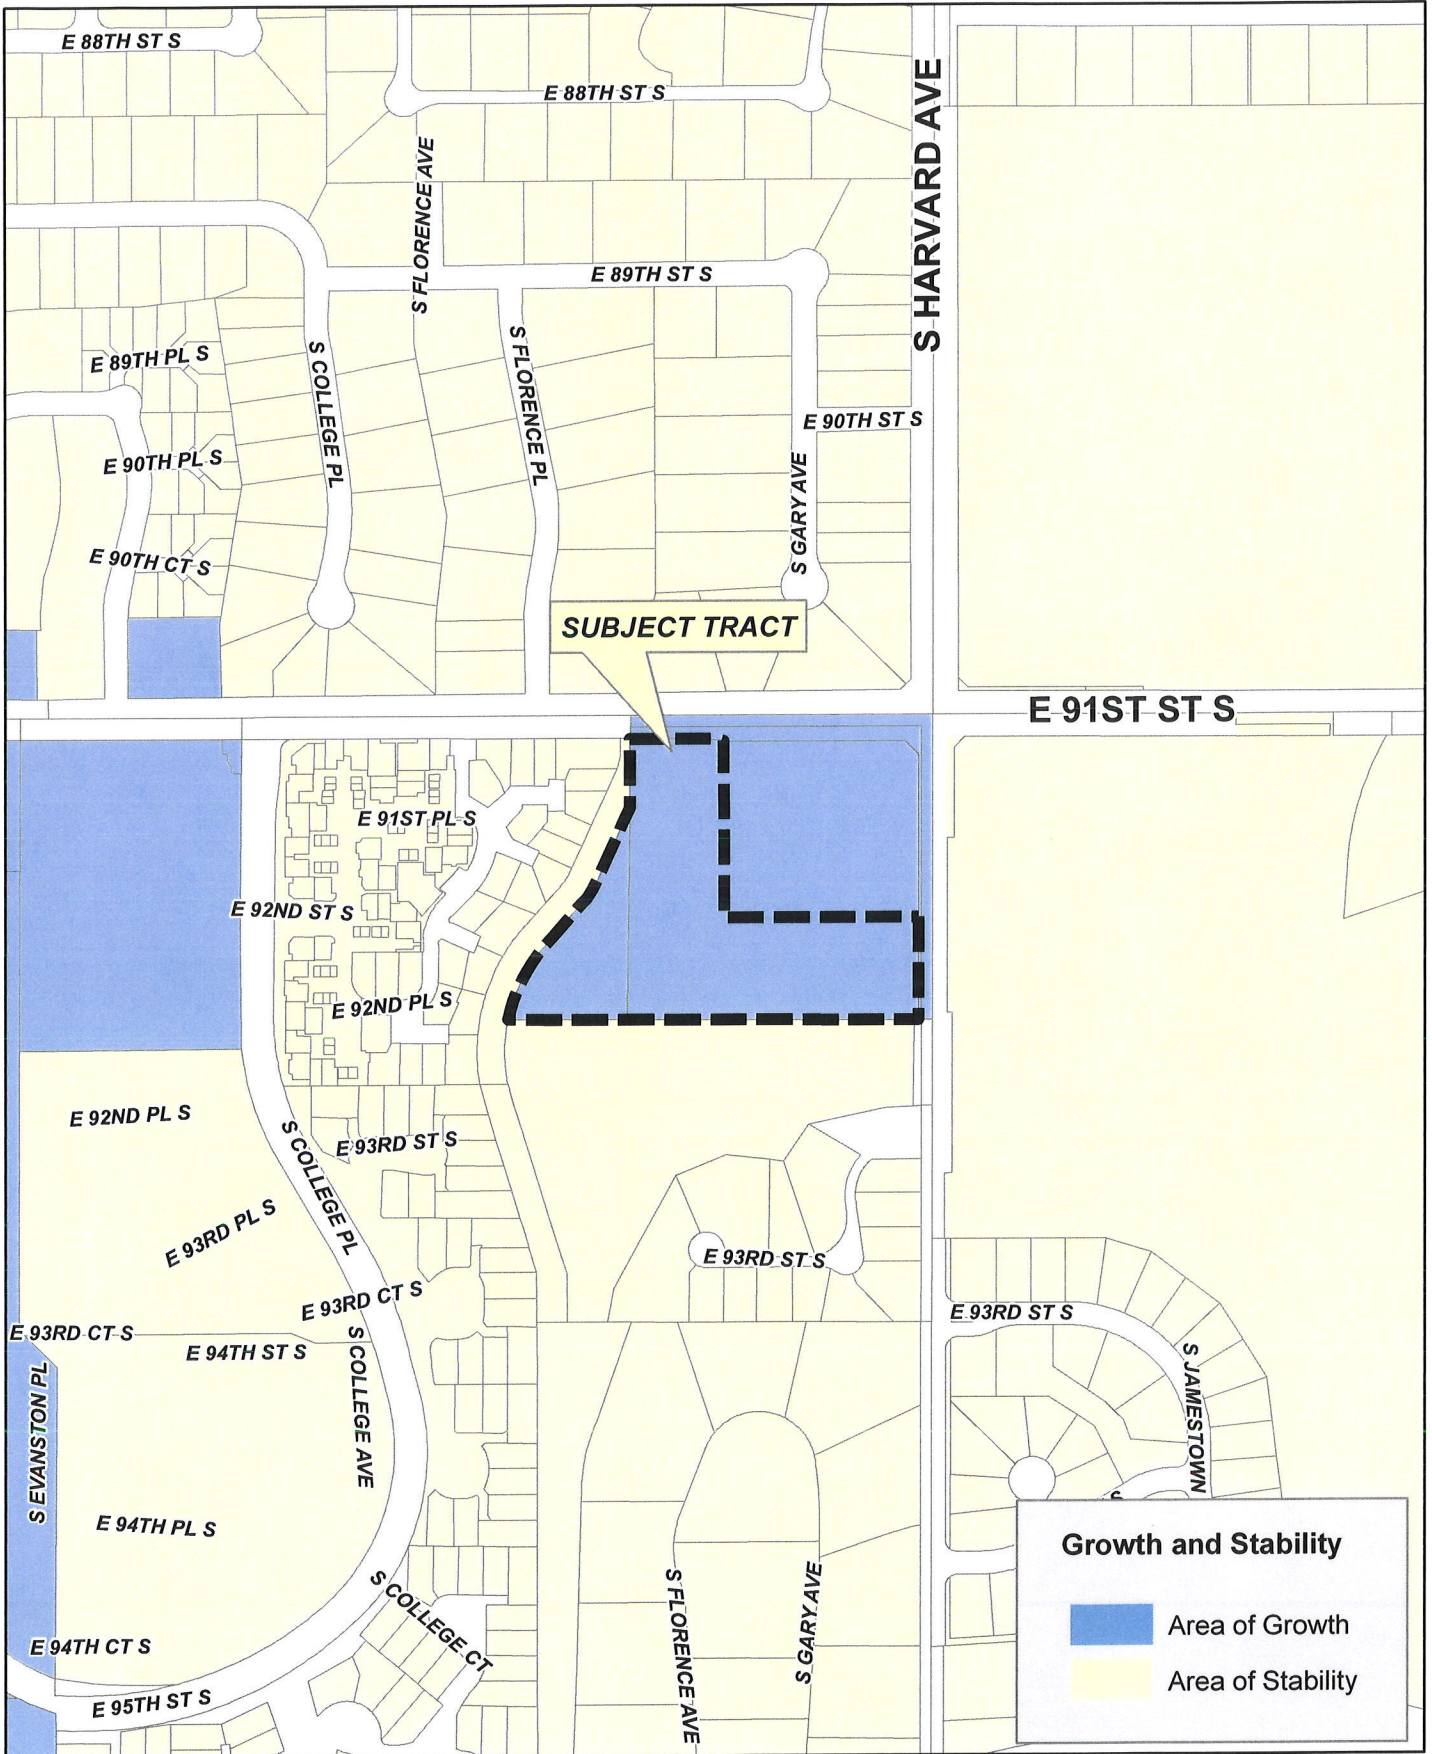 E 88TH ST S
E 88TH ST S
S HARVARD AVE
S FLORENCE AVE
E 89TH ST S
E 89TH PL S
S COLLEGE PL
S FLORENCE PL
E 90TH ST S
E 90TH PL S
S GARY AVE
E 90TH CT S
SUBJECT TRACT
E 91ST ST S
E 91ST PL S
E 92ND ST S
E 92ND PL S
E 92ND PL S
S COLLEGE PL
E 93RD ST S
E 93RD PL S
E 93RD ST S
E 93RD CT S
E 93RD ST S
E 93RD CT S
E 94TH ST S
S COLLEGE AVE
S JAMESTOWN
S EVANSTON PL
S
E 94TH PL S
Growth and Stability
S COLLEGE CT
S FLORENCE AVE
S GARY AVE
Area of Growth
E 94TH CT S
Area of Stability
E 95TH ST S